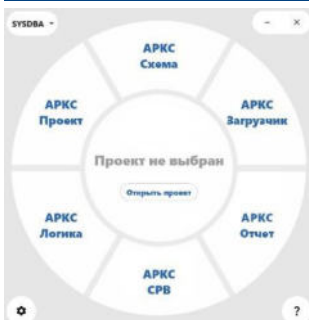 SYSDBA
АРКС
Схема
АРКС
Проект
АРКС
Загрузчик
Проект не выбран
Открыть проект
АРКС
Логика
АРКС
Отчет
АРКС
СРВ
?